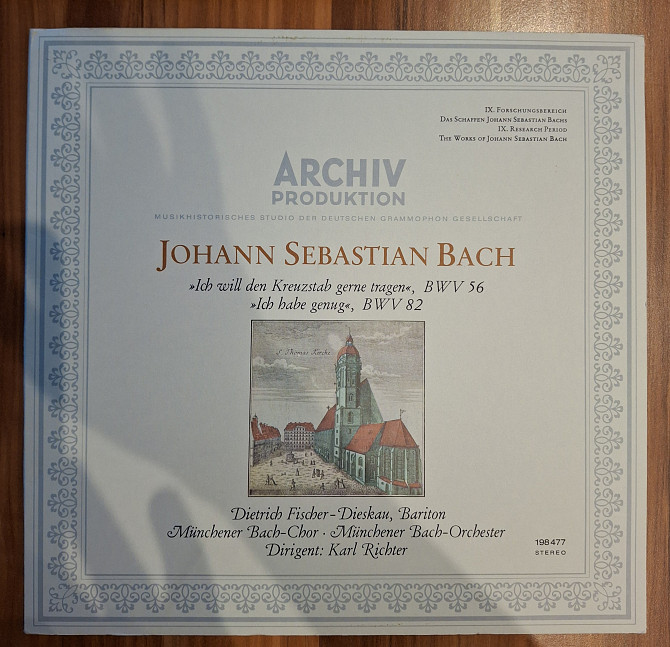 IX. Forschungsbereich
Das Schaffen Johann Sebastian Bachs
IX. Research Period
The Works of Johann Sebastian Bach
ARCHIV
PRODUKTION
MUSIKHISTORISCHES STUDIO DER DEUTSCHEN GRAMMOPHON GESELLSCHAFT
JOHANN SEBASTIAN BACH
»Ich will den Kreuzstab gerne tragen«, BWV 56
»Ich habe genug«, BWV 82
S. Thomas Kirche
Dietrich Fischer-Dieskau, Bariton
Münchener Bach-Chor · Münchener Bach-Orchester
Dirigent: Karl Richter
198 477
STEREO